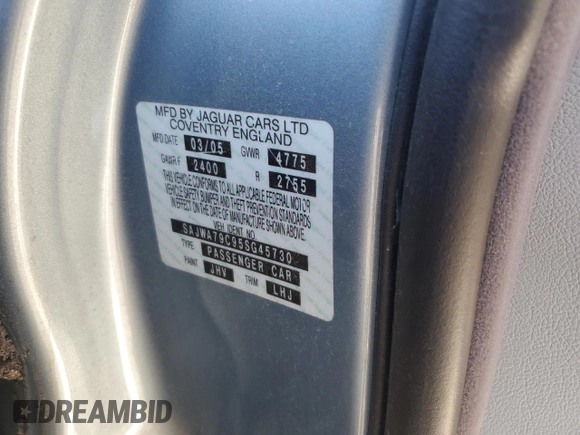 MFD BY JAGUAR CARS LTD
COVENTRY ENGLAND
MFD.DATE 03/05 GVWR 4775
GAWR F 2400 R 2755
THIS VEHICLE CONFORMS TO ALL APPLICABLE FEDERAL MOTOR
VEHICLE SAFETY, BUMPER AND THEFT PREVENTION STANDARDS
IN EFFECT ON THE DATE OF MANUFACTURE SHOWN ABOVE.
VEH. IDENT NO.
SAJWA79C95SG45730
TYPE PASSENGER CAR
PAINT JHV TRIM LHJ
DREAMBID